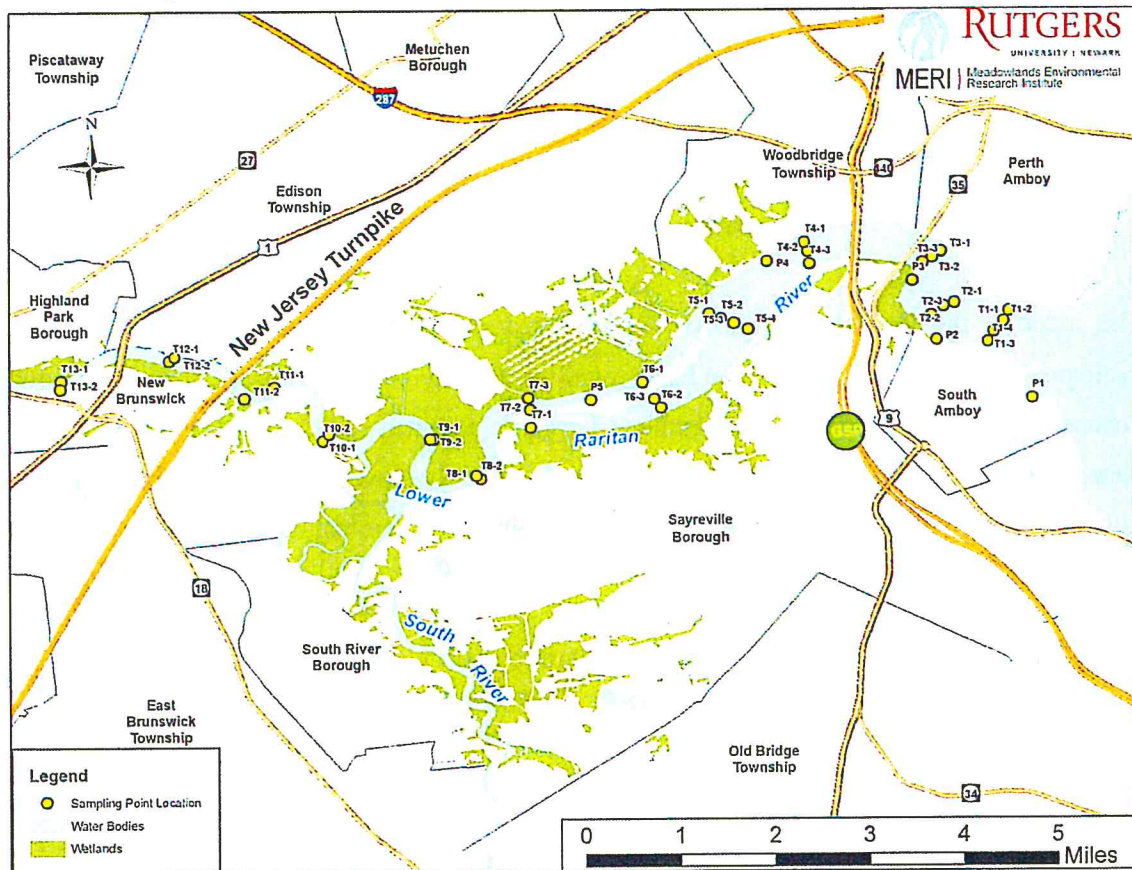 RUTGERS
UNIVERSITY | NEWARK
MERI | Meadowlands Environmental
Research Institute
Piscataway
Township
Metuchen
Borough
287
N
27
Woodbridge
Township
440
Perth
Amboy
35
Edison
Township
1
New Jersey Turnpike
Highland
Park
Borough
T4-1
T4-2
T4-3
P4
T3-3
T3-1
P3
T3-2
River
T5-1
T5-2
T5-3
T5-4
T2-1
T2-3
T2-2
P2
T1-1
T1-2
T1-4
T1-3
T12-1
T12-2
T13-1
T13-2
New
Brunswick
T11-1
T11-2
T6-1
T6-3
T6-2
T7-3
T7-2
T7-1
P5
P1
South
Amboy
9
T10-2
T10-1
T9-1
T9-2
Raritan
T8-1
T8-2
Lower
Sayreville
Borough
18
South
River
South River
Borough
East
Brunswick
Township
Old Bridge
Township
34
Legend
Sampling Point Location
Water Bodies
Wetlands
0 1 2 3 4 5
Miles